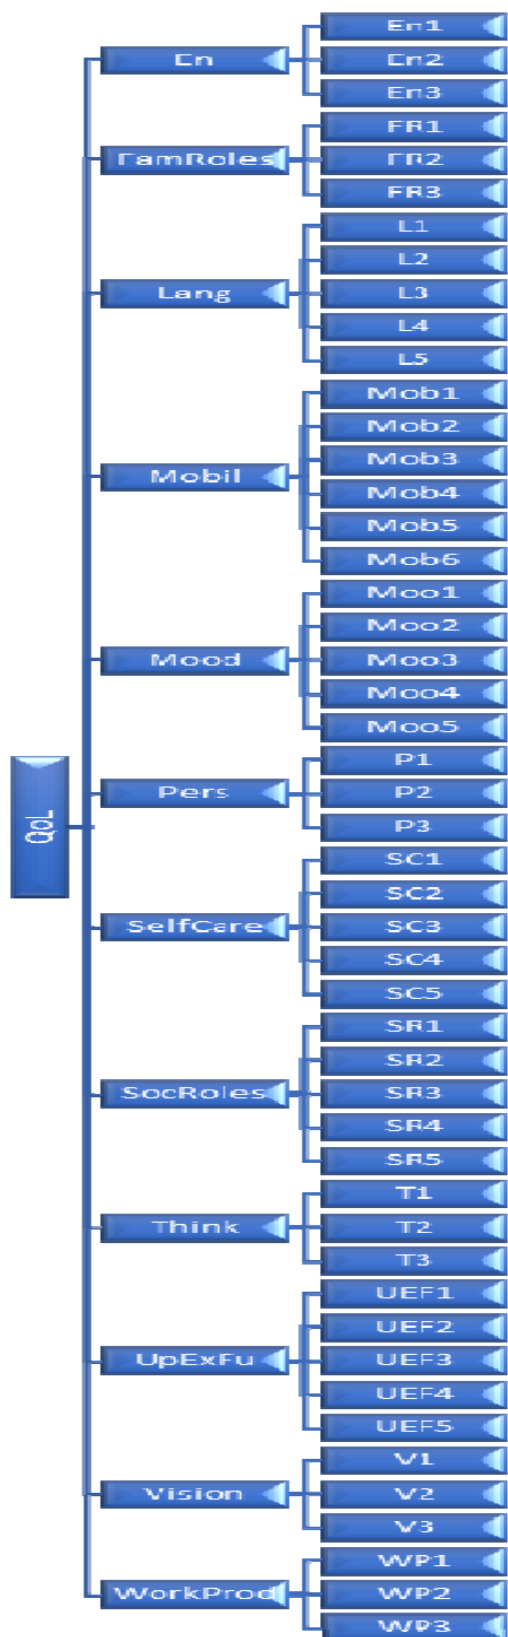 QoL
En
En1
En2
En3
FamRoles
FR1
FR2
FR3
Lang
L1
L2
L3
L4
L5
Mobil
Mob1
Mob2
Mob3
Mob4
Mob5
Mob6
Mood
Moo1
Moo2
Moo3
Moo4
Moo5
Pers
P1
P2
P3
SelfCare
SC1
SC2
SC3
SC4
SC5
SocRoles
SR1
SR2
SR3
SR4
SR5
Think
T1
T2
T3
UpExFu
UEF1
UEF2
UEF3
UEF4
UEF5
Vision
V1
V2
V3
WorkProd
WP1
WP2
WP3